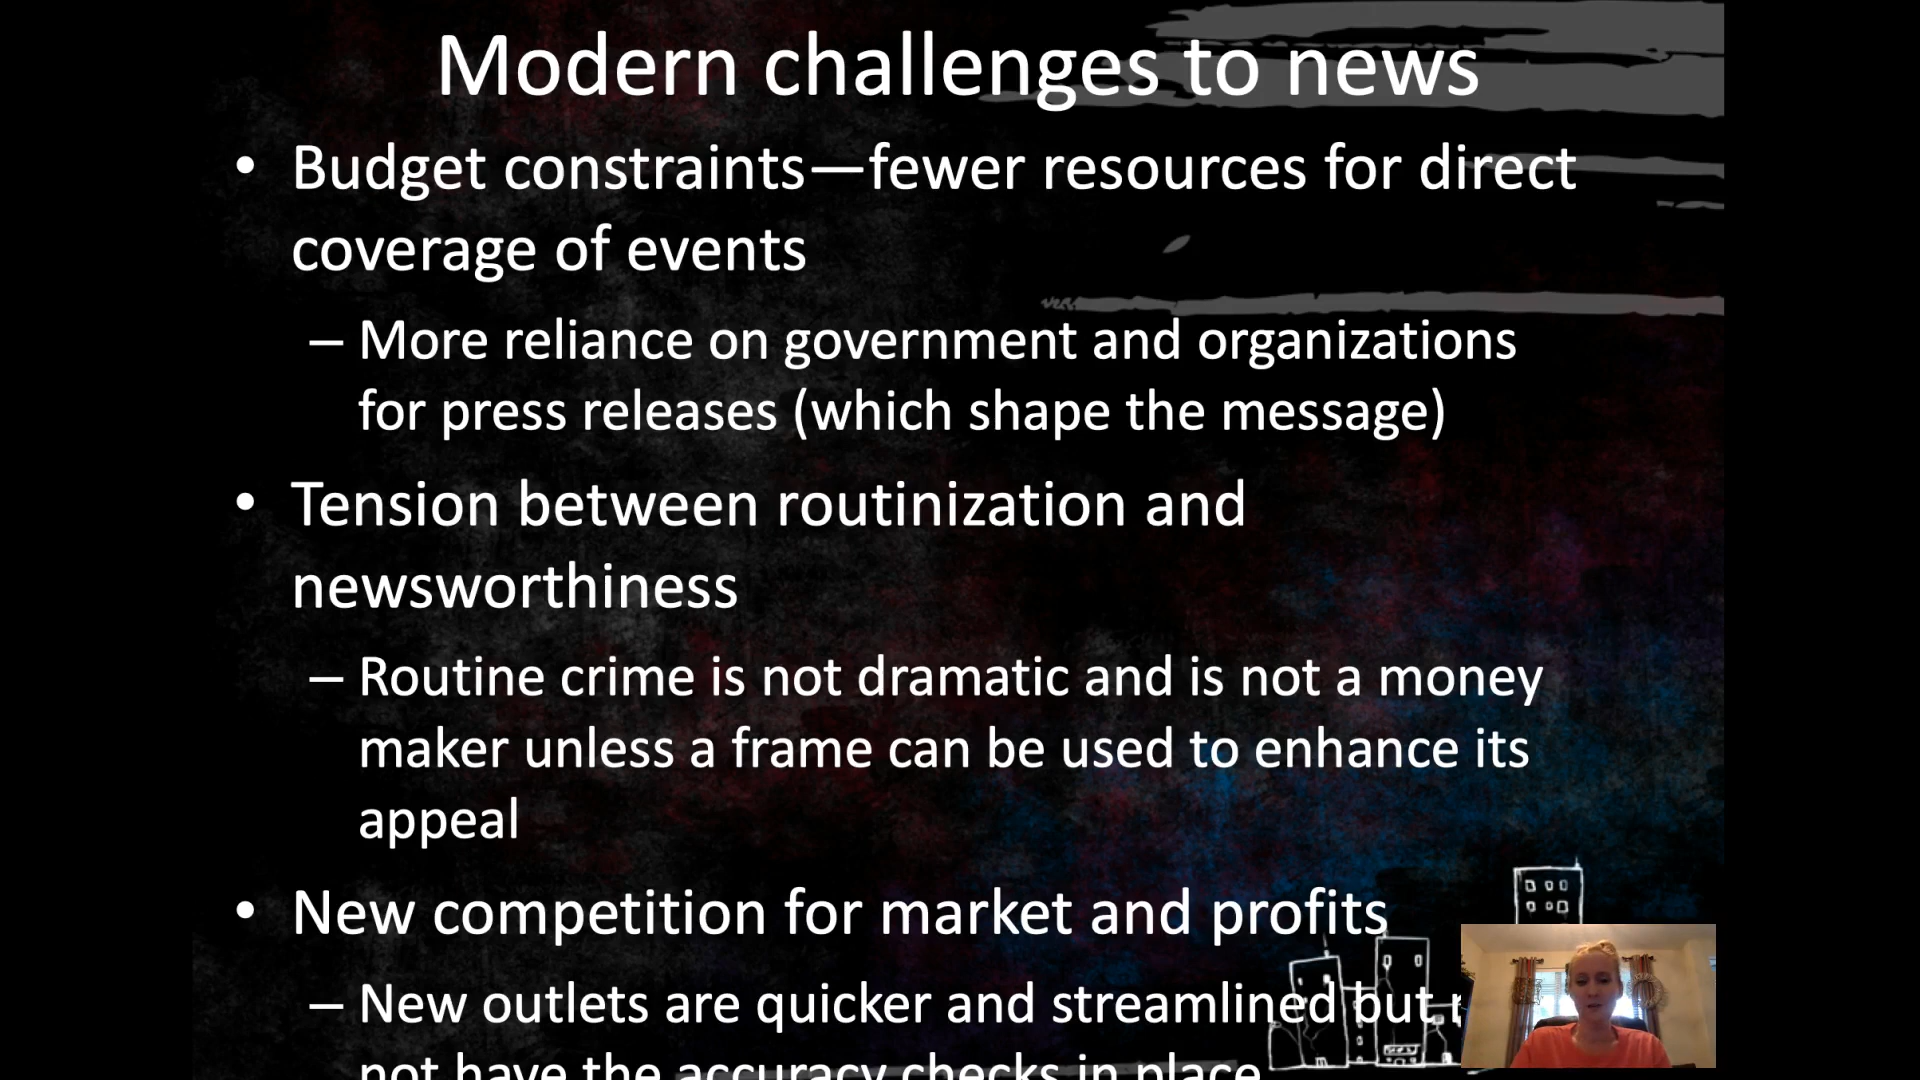 Modern challenges to news
• Budget constraints—fewer resources for direct
coverage of events
– More reliance on government and organizations
for press releases (which shape the message)
• Tension between routinization and
newsworthiness
– Routine crime is not dramatic and is not a money
maker unless a frame can be used to enhance its
appeal
• New competition for market and profits
– New outlets are quicker and streamlined but
not have the accuracy checks in place